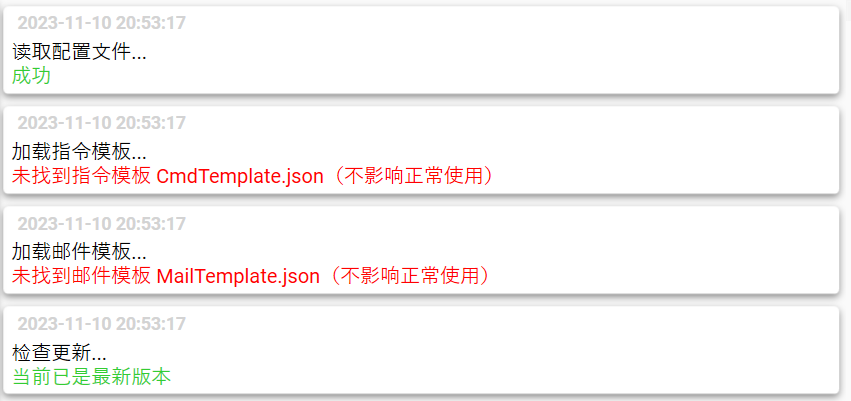 2023-11-10 20:53:17
读取配置文件...
成功
2023-11-10 20:53:17
加载指令模板...
未找到指令模板 CmdTemplate.json（不影响正常使用）
2023-11-10 20:53:17
加载邮件模板...
未找到邮件模板 MailTemplate.json（不影响正常使用）
2023-11-10 20:53:17
检查更新...
当前已是最新版本